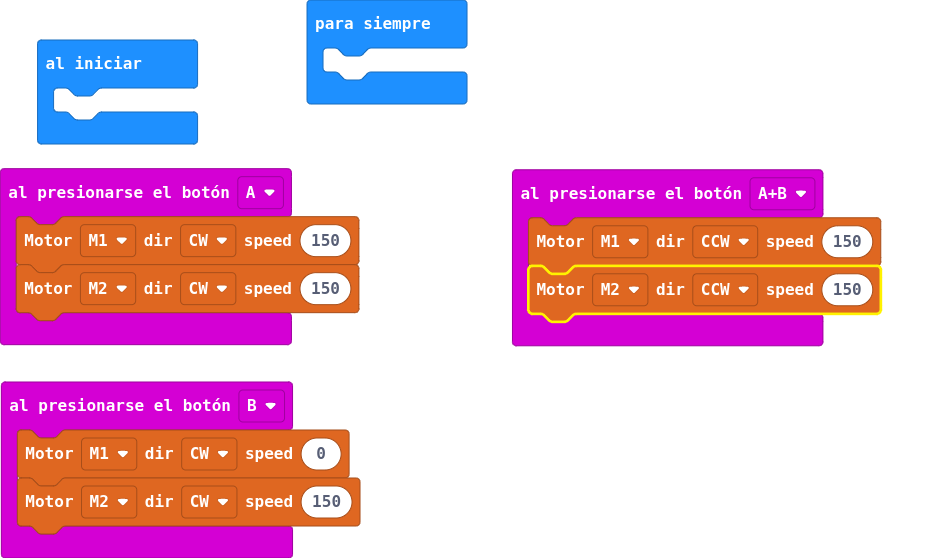 para siempre
al iniciar
al presionarse el botón A
Motor M1 dir CW speed 150
Motor M2 dir CW speed 150
al presionarse el botón A+B
Motor M1 dir CCW speed 150
Motor M2 dir CCW speed 150
al presionarse el botón B
Motor M1 dir CW speed 0
Motor M2 dir CW speed 150